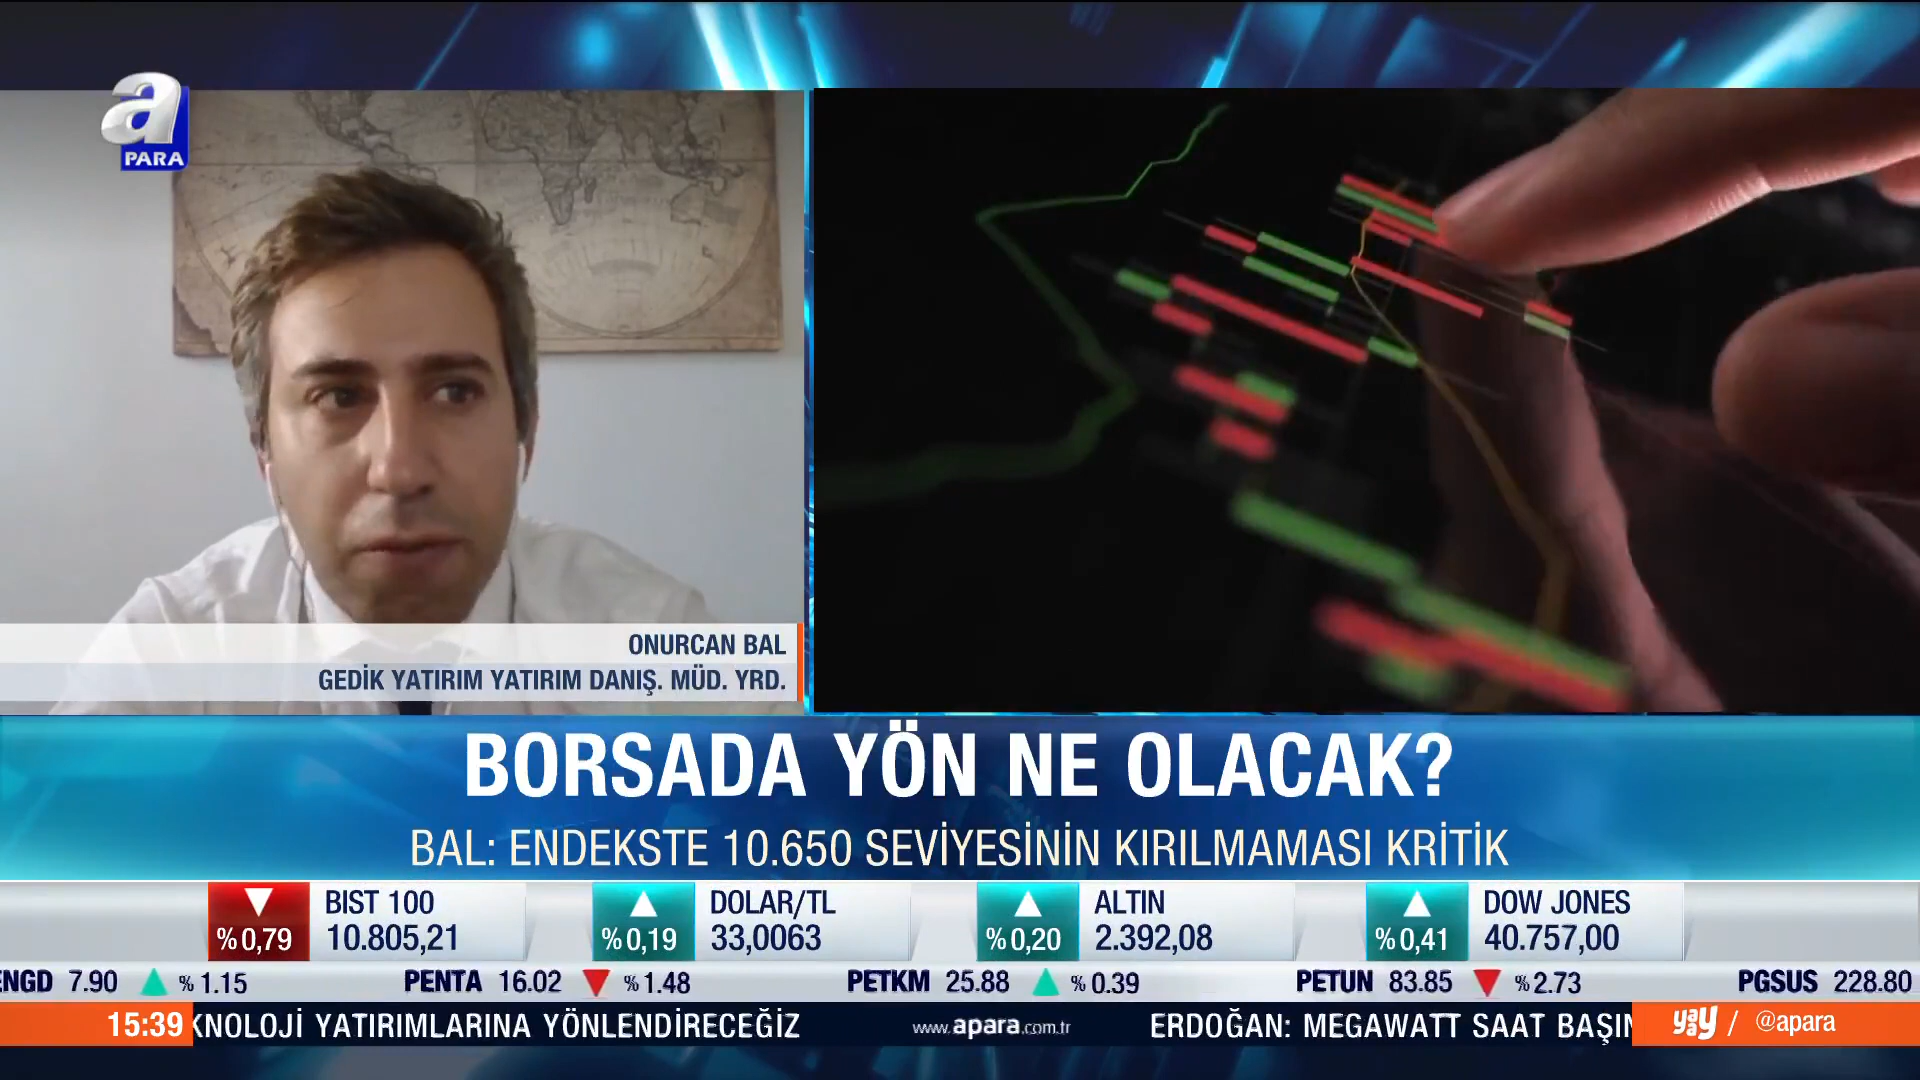 a
PARA
ONURCAN BAL
GEDİK YATIRIM YATIRIM DANIŞ. MÜD. YRD.
BORSADA YÖN NE OLACAK?
BAL: ENDEKSTE 10.650 SEVİYESİNİN KIRILMAMASI KRİTİK
%0,79 BIST 100 10.805,21
%0,19 DOLAR/TL 33,0063
%0,20 ALTIN 2.392,08
%0,41 DOW JONES 40.757,00
ENGD 7.90 % 1.15 PENTA 16.02 % 1.48 PETKM 25.88 % 0.39 PETUN 83.85 % 2.73 PGSUS 228.80
15:39 KNOLOJİ YATIRIMLARINA YÖNLENDİRECEĞİZ www.apara.com.tr ERDOĞAN: MEGAWATT SAAT BAŞIN yaay / @apara